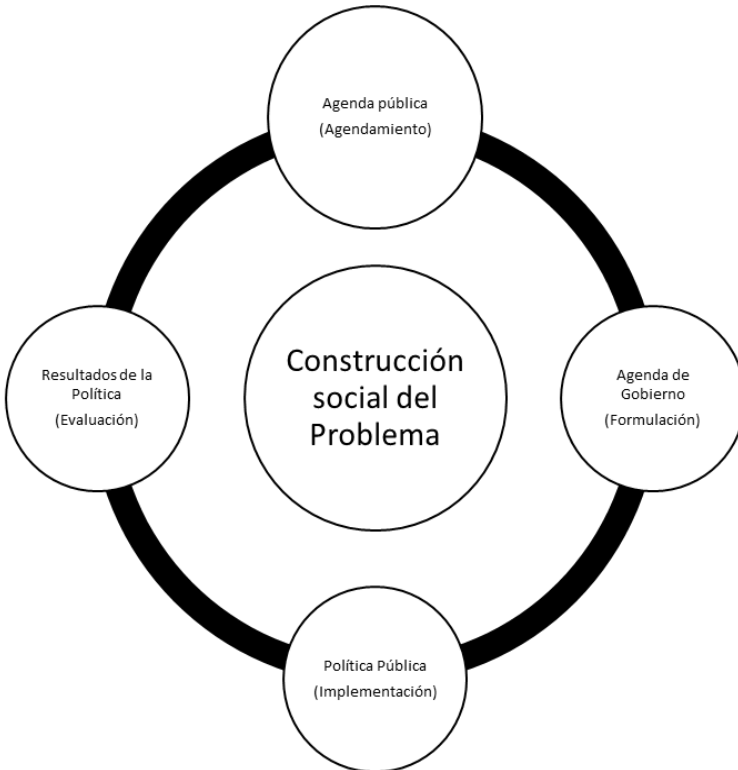 Agenda pública
(Agendamiento)
Construcción
social del
Problema
Resultados de la
Política
(Evaluación)
Agenda de
Gobierno
(Formulación)
Política Pública
(Implementación)